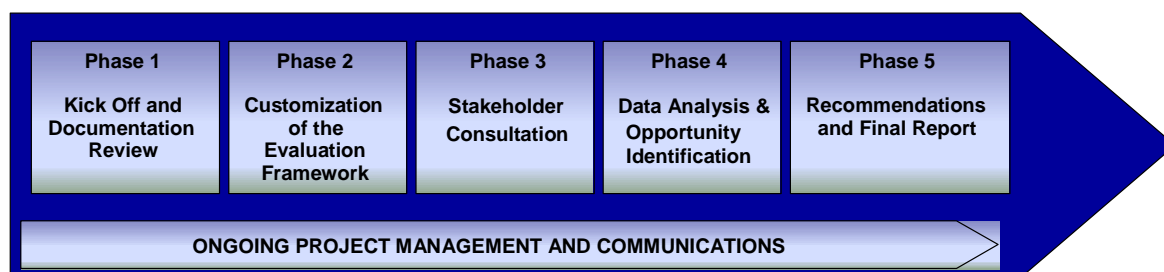 Phase 1
Kick Off and
Documentation
Review
Phase 2
Customization
of the
Evaluation
Framework
Phase 3
Stakeholder
Consultation
Phase 4
Data Analysis &
Opportunity
Identification
Phase 5
Recommendations
and Final Report
ONGOING PROJECT MANAGEMENT AND COMMUNICATIONS